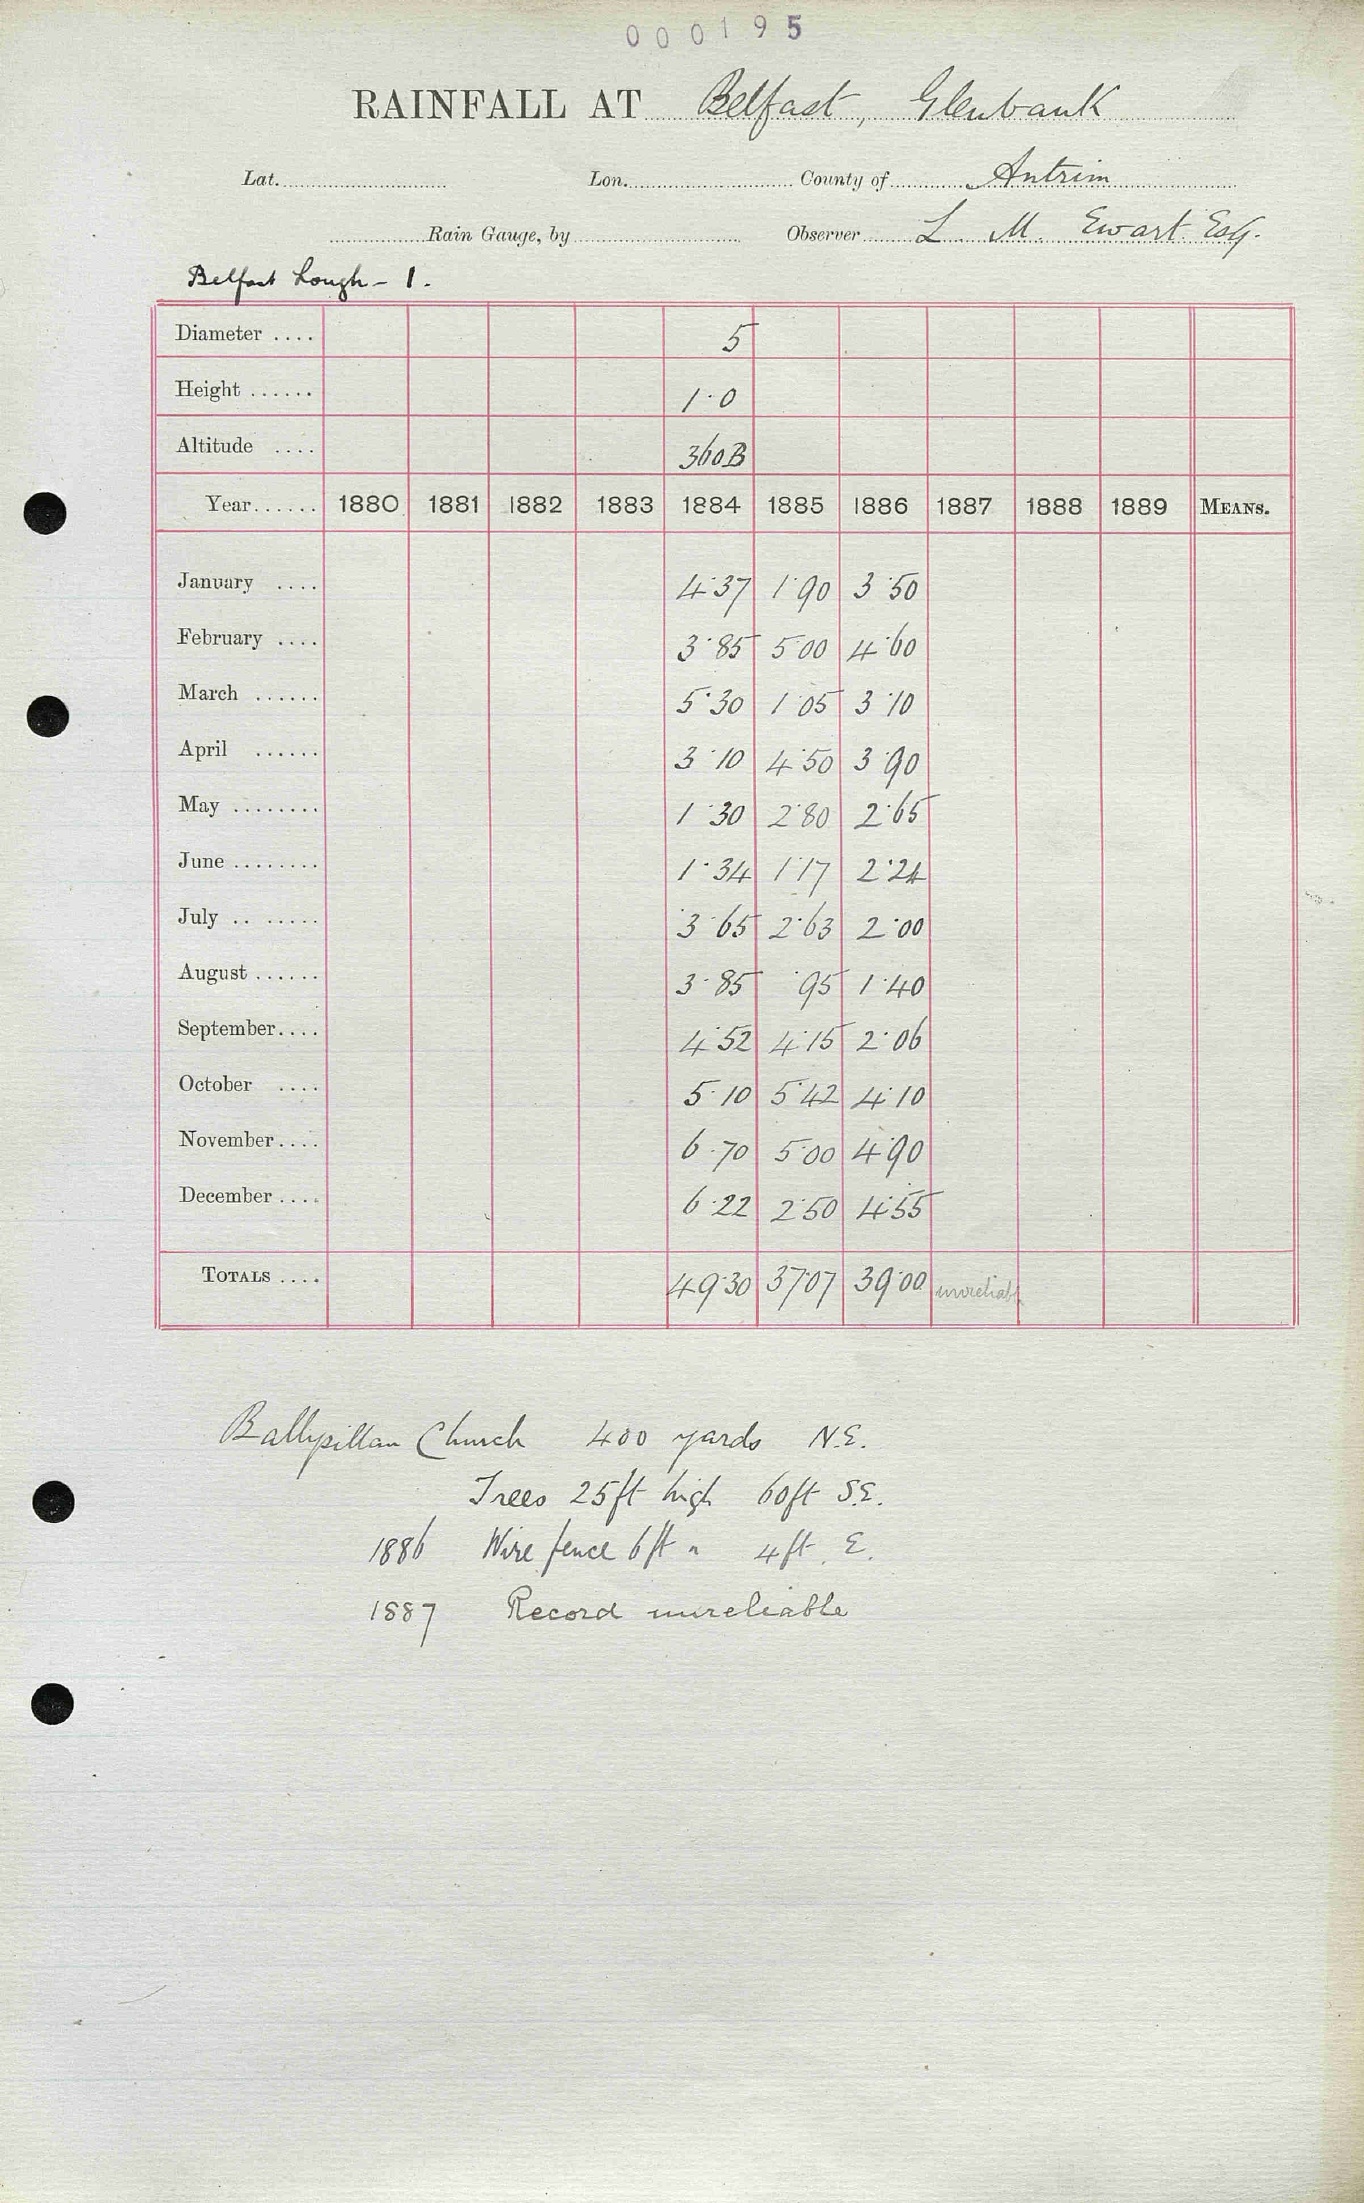 000195
RAINFALL AT Belfast, Glenbank
Lat. Lon. County of Antrim
Rain Gauge, by Observer L. M. Ewart Esq.
Belfast Lough - 1.
Diameter .... 5
Height ...... 1.0
Altitude .... 360B
Year...... 1880 1881 1882 1883 1884 1885 1886 1887 1888 1889 MEANS.
January .... 4.37 1.90 3.50
February .... 3.85 5.00 4.60
March ...... 5.30 1.05 3.10
April ...... 3.10 4.50 3.90
May ........ 1.30 2.80 2.65
June ........ 1.34 1.17 2.24
July .. ..... 3.65 2.63 2.00
August ...... 3.85 .95 1.40
September.... 4.52 4.15 2.06
October .... 5.10 5.42 4.10
November.... 6.70 5.00 4.90
December .... 6.22 2.50 4.55
TOTALS .... 49.30 37.07 39.00 unreliable
Ballysillan Church 400 yards N.E.
Trees 25ft high 60ft S.E.
1886 Wire fence 6ft " 4ft. E.
1887 Record unreliable